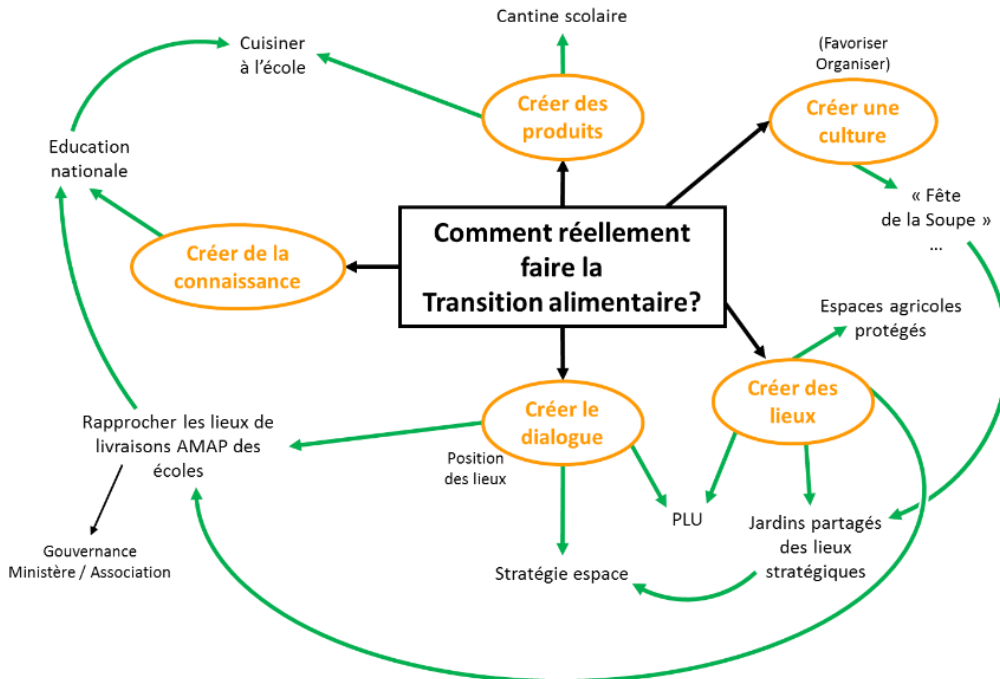 Cantine scolaire
Cuisiner
à l’école
(Favoriser
Organiser)
Créer des
produits
Créer une
culture
Education
nationale
« Fête
de la Soupe »
...
Créer de la
connaissance
Comment réellement
faire la
Transition alimentaire?
Espaces agricoles
protégés
Créer des
lieux
Créer le
dialogue
Rapprocher les lieux de
livraisons AMAP des
écoles
Position
des lieux
PLU
Jardins partagés
des lieux
stratégiques
Gouvernance
Ministère / Association
Stratégie espace